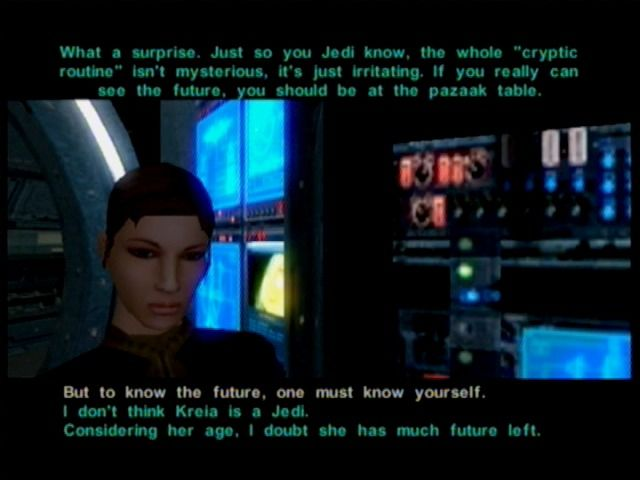 What a surprise. Just so you Jedi know, the whole "cryptic
routine" isn't mysterious, it's just irritating. If you really can
see the future, you should be at the pazaak table.
But to know the future, one must know yourself.
I don't think Kreia is a Jedi.
Considering her age, I doubt she has much future left.